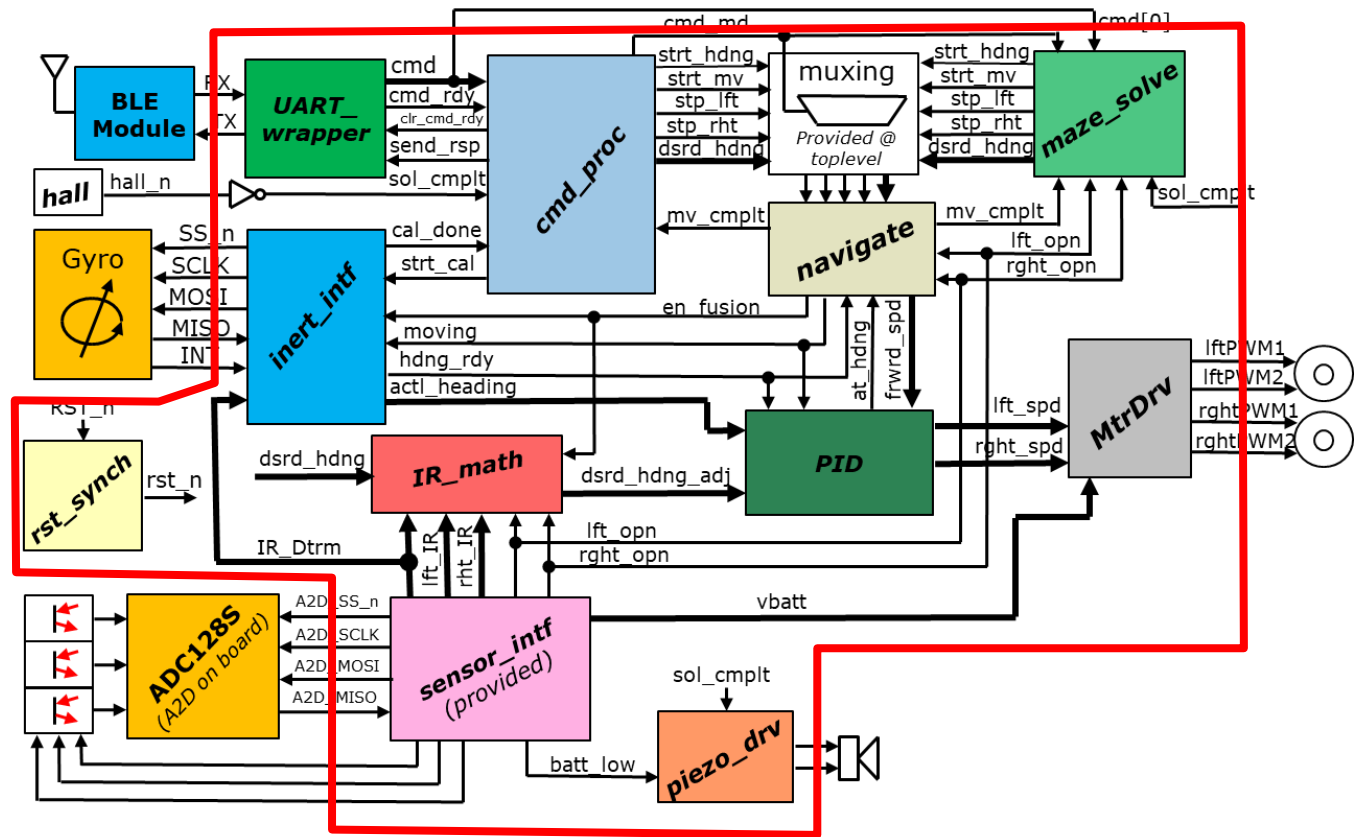 cmd_md
cmd[0]
BLE
Module
RX
TX
UART_
wrapper
cmd
cmd_rdy
clr_cmd_rdy
send_rsp
sol_cmplt
cmd_proc
strt_hdng
strt_mv
stp_lft
stp_rht
dsrd_hdng
muxing
Provided @
toplevel
strt_hdng
strt_mv
stp_lft
stp_rht
dsrd_hdng
maze_solve
hall
hall_n
mv_cmplt
navigate
mv_cmplt
sol_cmplt
lft_opn
rght_opn
Gyro
SS_n
SCLK
MOSI
MISO
INT
inert_intf
cal_done
strt_cal
en_fusion
moving
hdng_rdy
actl_heading
at_hdng
frwrd_spd
RST_n
rst_synch
rst_n
dsrd_hdng
IR_math
dsrd_hdng_adj
PID
lft_spd
rght_spd
MtrDrv
lftPWM1
lftPWM2
rghtPWM1
rghtPWM2
IR_Dtrm
lft_IR
rht_IR
lft_opn
rght_opn
vbatt
ADC128S
(A2D on board)
A2D_SS_n
A2D_SCLK
A2D_MOSI
A2D_MISO
sensor_intf
(provided)
sol_cmplt
batt_low
piezo_drv